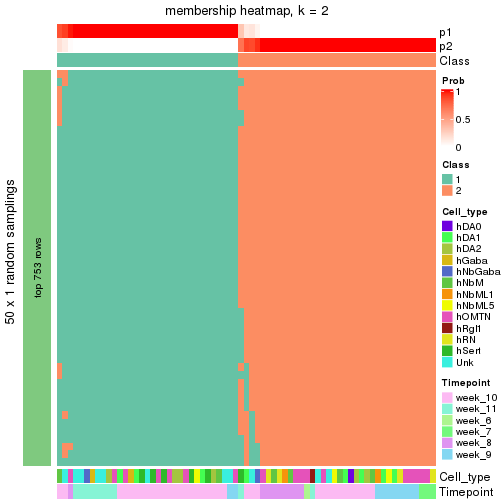 membership heatmap, k = 2
p1
p2
Class
50 x 1 random samplings
top 753 rows
Prob
1
0.5
0
Class
1
2
Cell_type
hDA0
hDA1
hDA2
hGaba
hNbGaba
hNbM
hNbML1
hNbML5
hOMTN
hRgl1
hRN
hSert
Unk
Timepoint
week_10
week_11
week_6
week_7
week_8
week_9
Cell_type
Timepoint